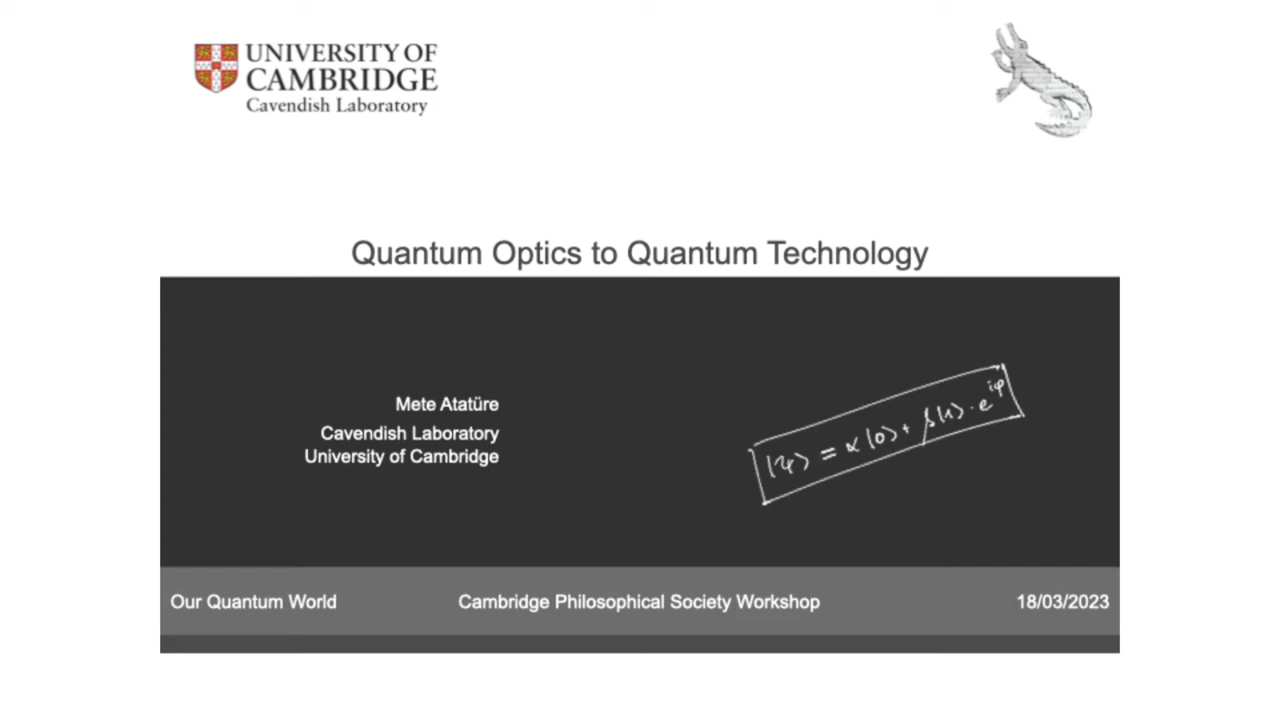 UNIVERSITY OF
CAMBRIDGE
Cavendish Laboratory
Quantum Optics to Quantum Technology
Mete Atatüre
Cavendish Laboratory
University of Cambridge
|ψ⟩ = α|0⟩ + β|1⟩ · e^{iφ}
Our Quantum World
Cambridge Philosophical Society Workshop
18/03/2023